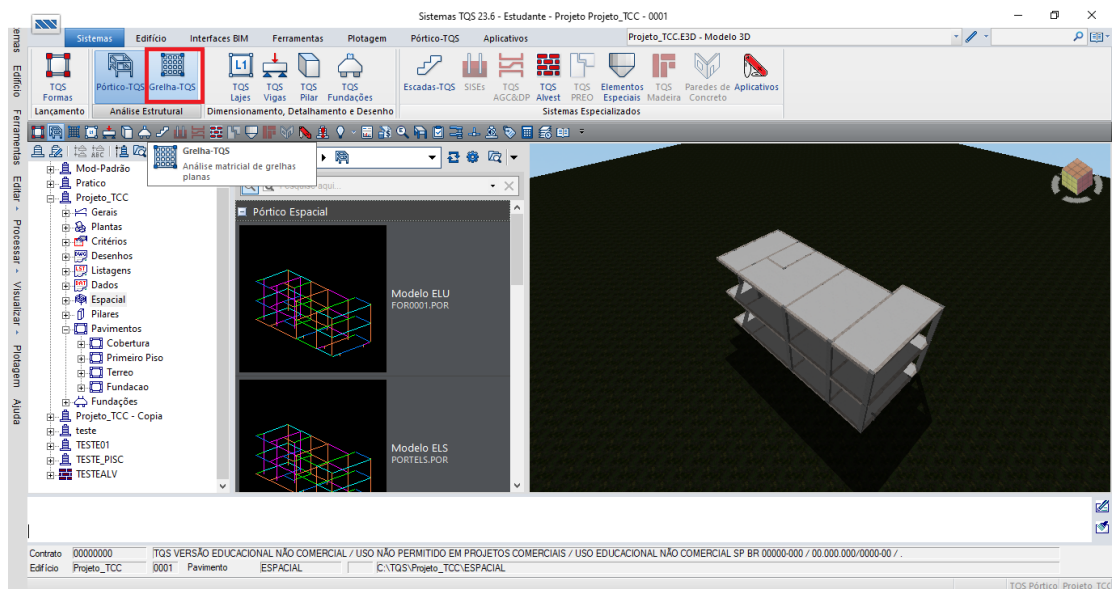 Sistemas TQS 23.6 - Estudante - Projeto Projeto_TCC - 0001
Sistemas Edifício Interfaces BIM Ferramentas Plotagem Pórtico-TQS Aplicativos
Projeto_TCC.E3D - Modelo 3D
TQS Formas
Pórtico-TQS
Grelha-TQS
TQS Lajes
TQS Vigas
TQS Pilar
TQS Fundações
Escadas-TQS
SISEs
TQS AGC&DP
TQS Alvest
TQS PREO
Elementos Especiais
TQS Madeira
Paredes de Concreto
Aplicativos
Lançamento
Análise Estrutural
Dimensionamento, Detalhamento e Desenho
Sistemas Especializados
Edifício
Ferramentas
Editar
Processar
Visualizar
Plotagem
Ajuda
Grelha-TQS
Análise matricial de grelhas
planas
aqui...
Mod-Padrão
Pratico
Projeto_TCC
Gerais
Plantas
Critérios
Desenhos
Listagens
Dados
Espacial
Pilares
Pavimentos
Cobertura
Primeiro Piso
Terreo
Fundacao
Fundações
Projeto_TCC - Copia
teste
TESTE01
TESTE_PISC
TESTEALV
Pórtico Espacial
Modelo ELU
FOR0001.POR
Modelo ELS
PORTELS.POR
Contrato 00000000 TQS VERSÃO EDUCACIONAL NÃO COMERCIAL / USO NÃO PERMITIDO EM PROJETOS COMERCIAIS / USO EDUCACIONAL NÃO COMERCIAL SP BR 00000-000 / 00.000.000/0000-00 / .
Edifício Projeto_TCC 0001 Pavimento ESPACIAL C:\TQS\Projeto_TCC\ESPACIAL
TQS Pórtico Projeto_TCC